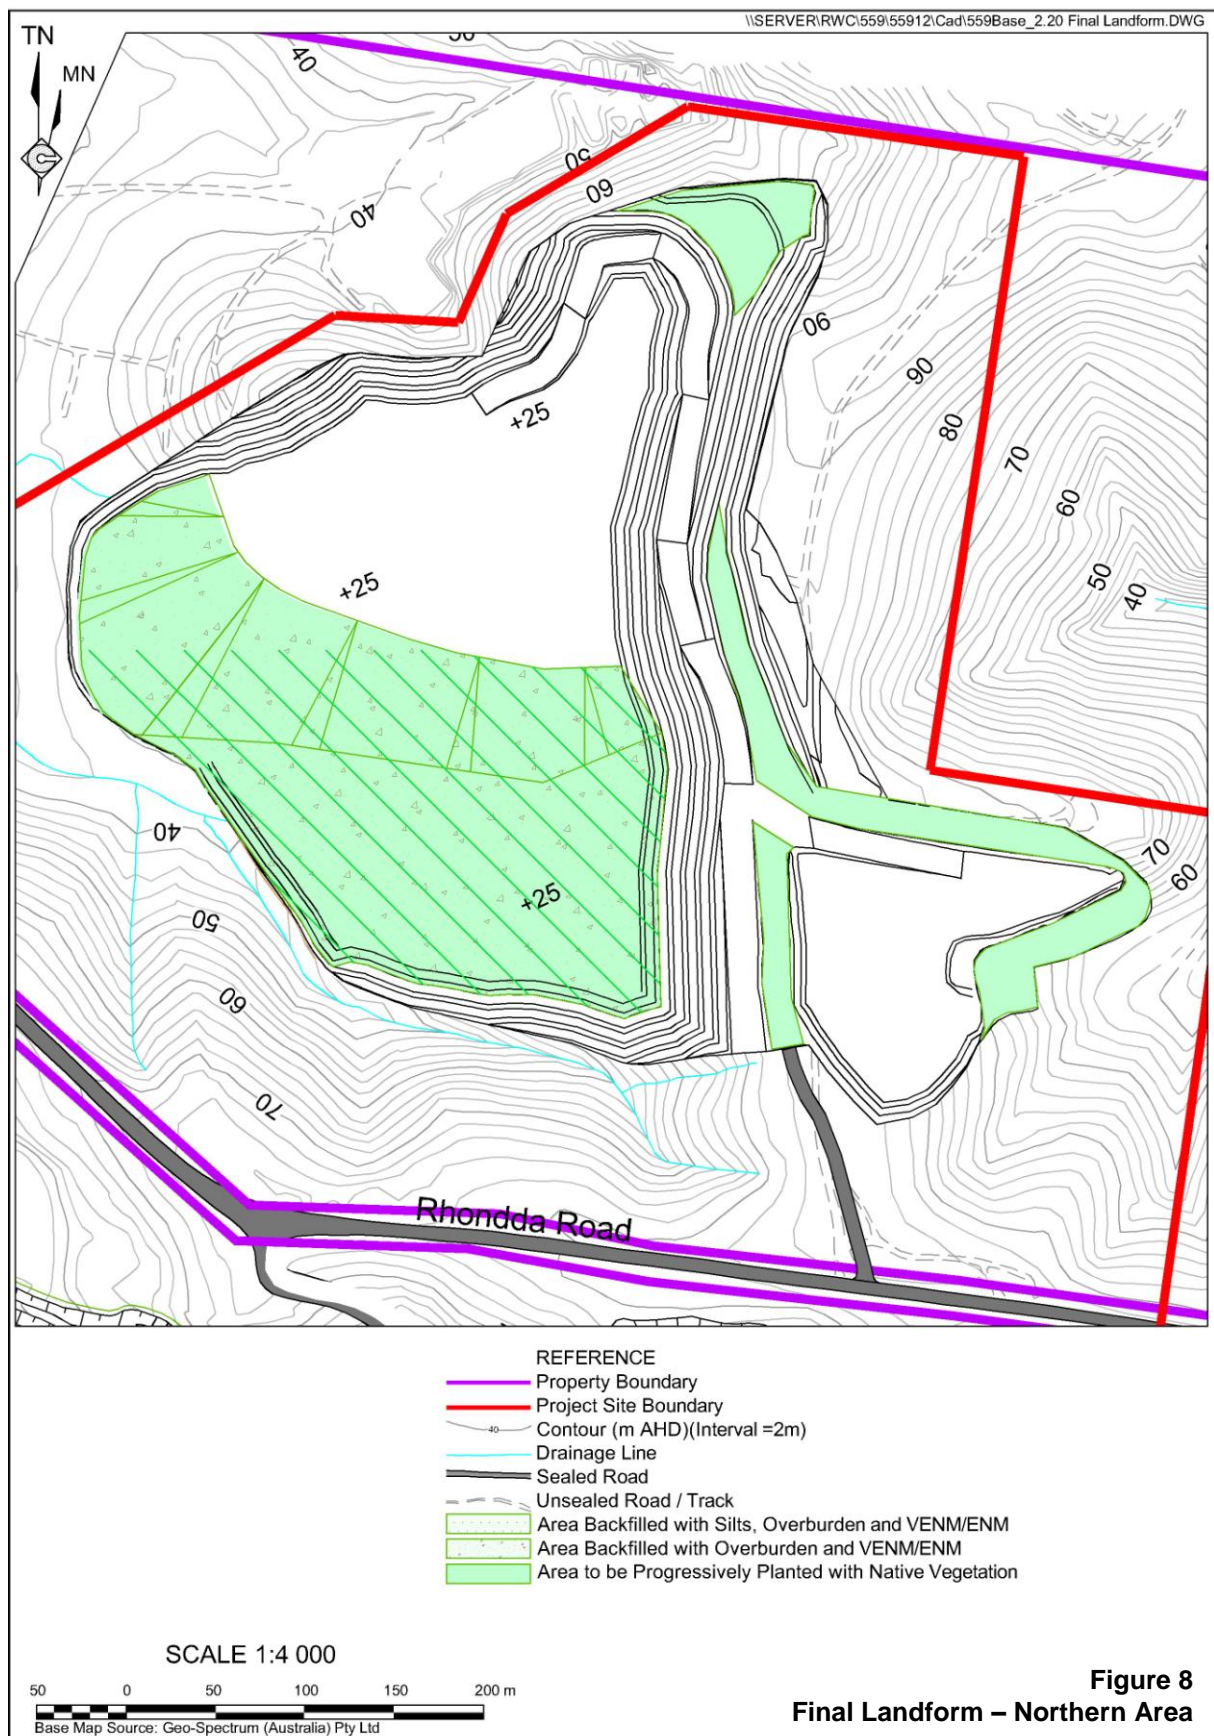 \\SERVER\RWC\559\55912\Cad\559Base_2.20 Final Landform.DWG
TN
MN
40
50
60
40
90
90
80
70
60
50
40
+25
+25
40
+25
70
60
50
60
70
Rhondda Road
REFERENCE
Property Boundary
Project Site Boundary
40 Contour (m AHD)(Interval =2m)
Drainage Line
Sealed Road
Unsealed Road / Track
Area Backfilled with Silts, Overburden and VENM/ENM
Area Backfilled with Overburden and VENM/ENM
Area to be Progressively Planted with Native Vegetation
SCALE 1:4 000
50 0 50 100 150 200 m
Base Map Source: Geo-Spectrum (Australia) Pty Ltd
Figure 8
Final Landform – Northern Area